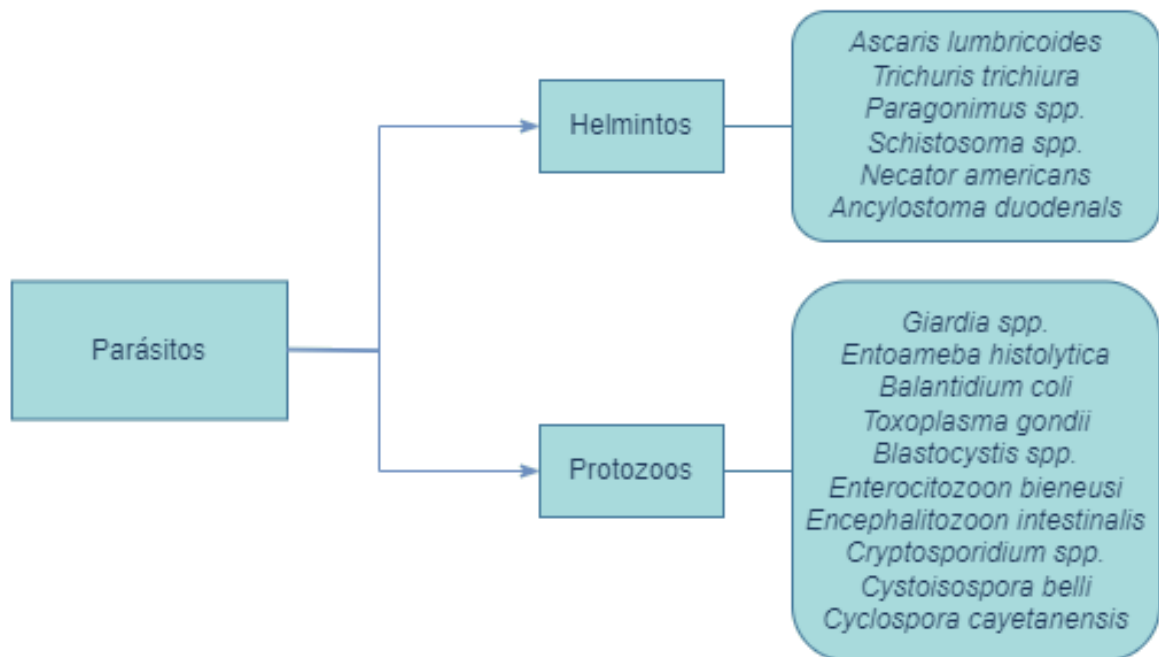 Parásitos
Helmintos
Ascaris lumbricoides
Trichuris trichiura
Paragonimus spp.
Schistosoma spp.
Necator americans
Ancylostoma duodenals
Protozoos
Giardia spp.
Entoameba histolytica
Balantidium coli
Toxoplasma gondii
Blastocystis spp.
Enterocitozoon bieneusi
Encephalitozoon intestinalis
Cryptosporidium spp.
Cystoisospora belli
Cyclospora cayetanensis